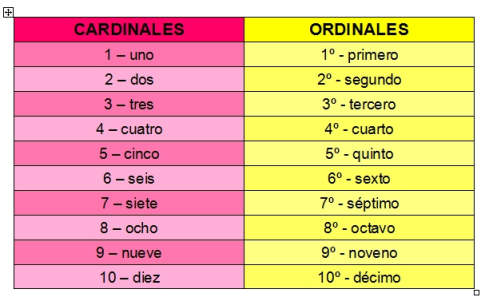 CARDINALES ORDINALES
1 – uno 1º - primero
2 – dos 2º - segundo
3 – tres 3º - tercero
4 – cuatro 4º - cuarto
5 – cinco 5º - quinto
6 – seis 6º - sexto
7 – siete 7º - séptimo
8 – ocho 8º - octavo
9 – nueve 9º - noveno
10 – diez 10º - décimo